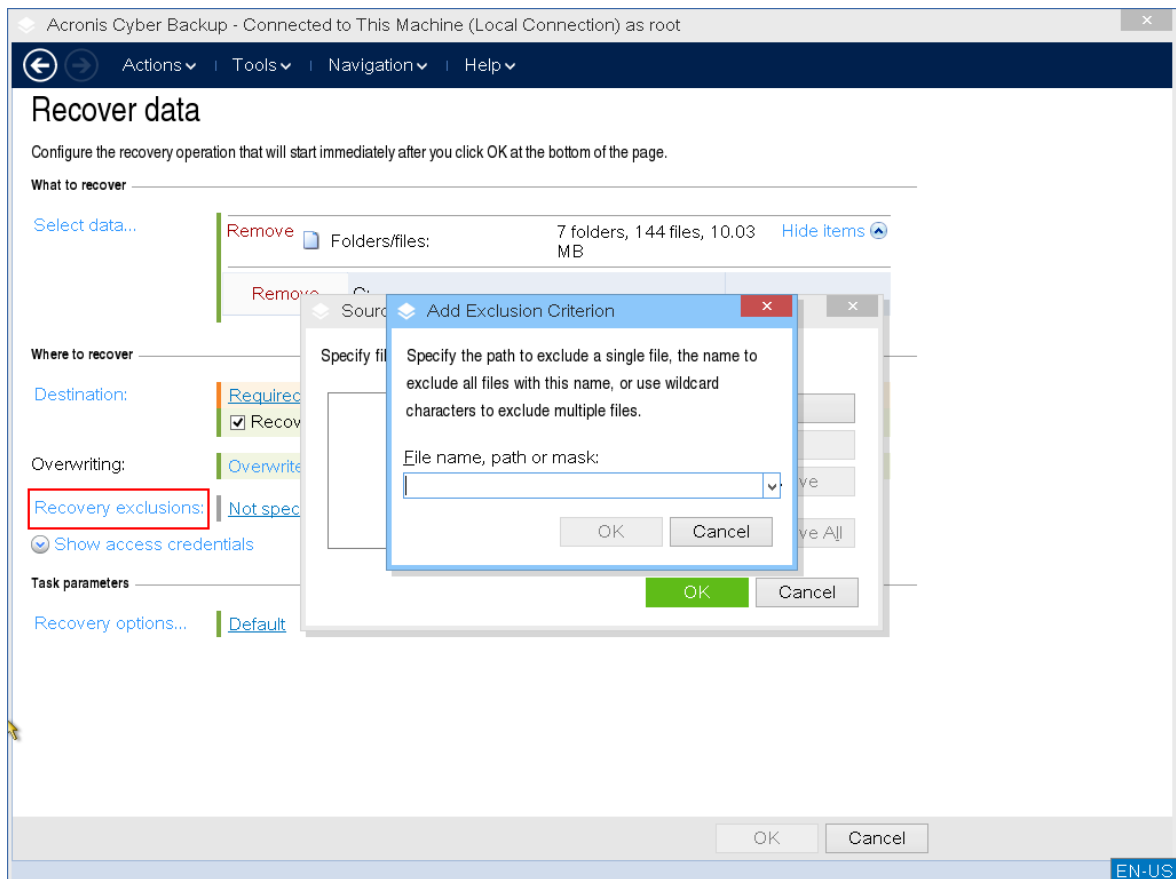 Acronis Cyber Backup - Connected to This Machine (Local Connection) as root
Actions Tools Navigation Help
Recover data
Configure the recovery operation that will start immediately after you click OK at the bottom of the page.
What to recover
Select data...
Remove Folders/files: 7 folders, 144 files, 10.03 MB Hide items
Remove C:
Sourc
Add Exclusion Criterion
Specify fil
Specify the path to exclude a single file, the name to
exclude all files with this name, or use wildcard
characters to exclude multiple files.
File name, path or mask:
OK Cancel
ve
ve All
OK Cancel
Where to recover
Destination: Required
Recov
Overwriting: Overwrite
Recovery exclusions: Not spec
Show access credentials
Task parameters
Recovery options... Default
OK Cancel
EN-US